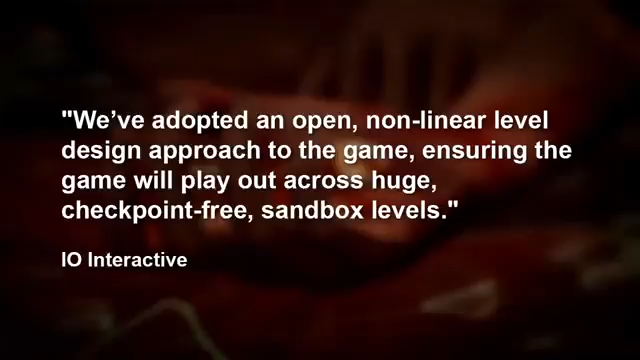 "We’ve adopted an open, non-linear level
design approach to the game, ensuring the
game will play out across huge,
checkpoint-free, sandbox levels."
IO Interactive